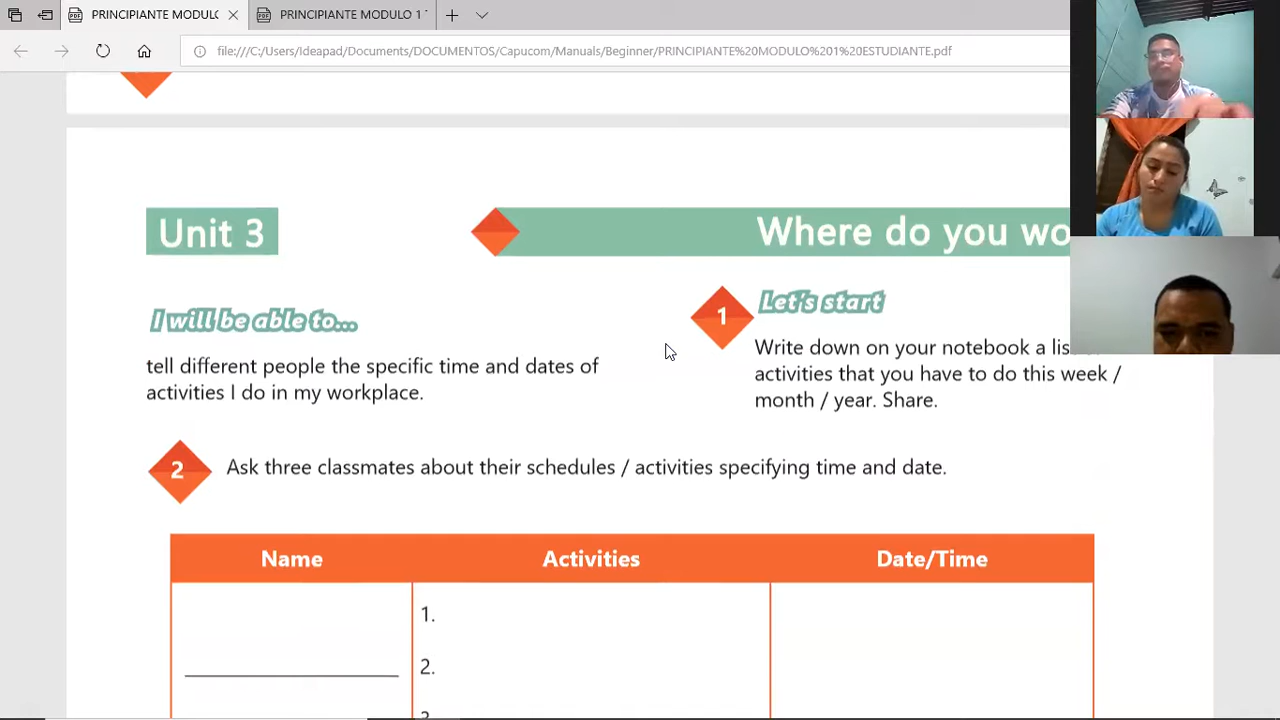 PRINCIPIANTE MODULO
PRINCIPIANTE MODULO 1
file:///C:/Users/Ideapad/Documents/DOCUMENTOS/Capucom/Manuals/Beginner/PRINCIPIANTE%20MODULO%201%20ESTUDIANTE.pdf
Unit 3
Where do you wo
I will be able to...
tell different people the specific time and dates of
activities I do in my workplace.
1
Let's start
Write down on your notebook a
activities that you have to do this week /
month / year. Share.
2
Ask three classmates about their schedules / activities specifying time and date.
Name Activities Date/Time
1.
2.